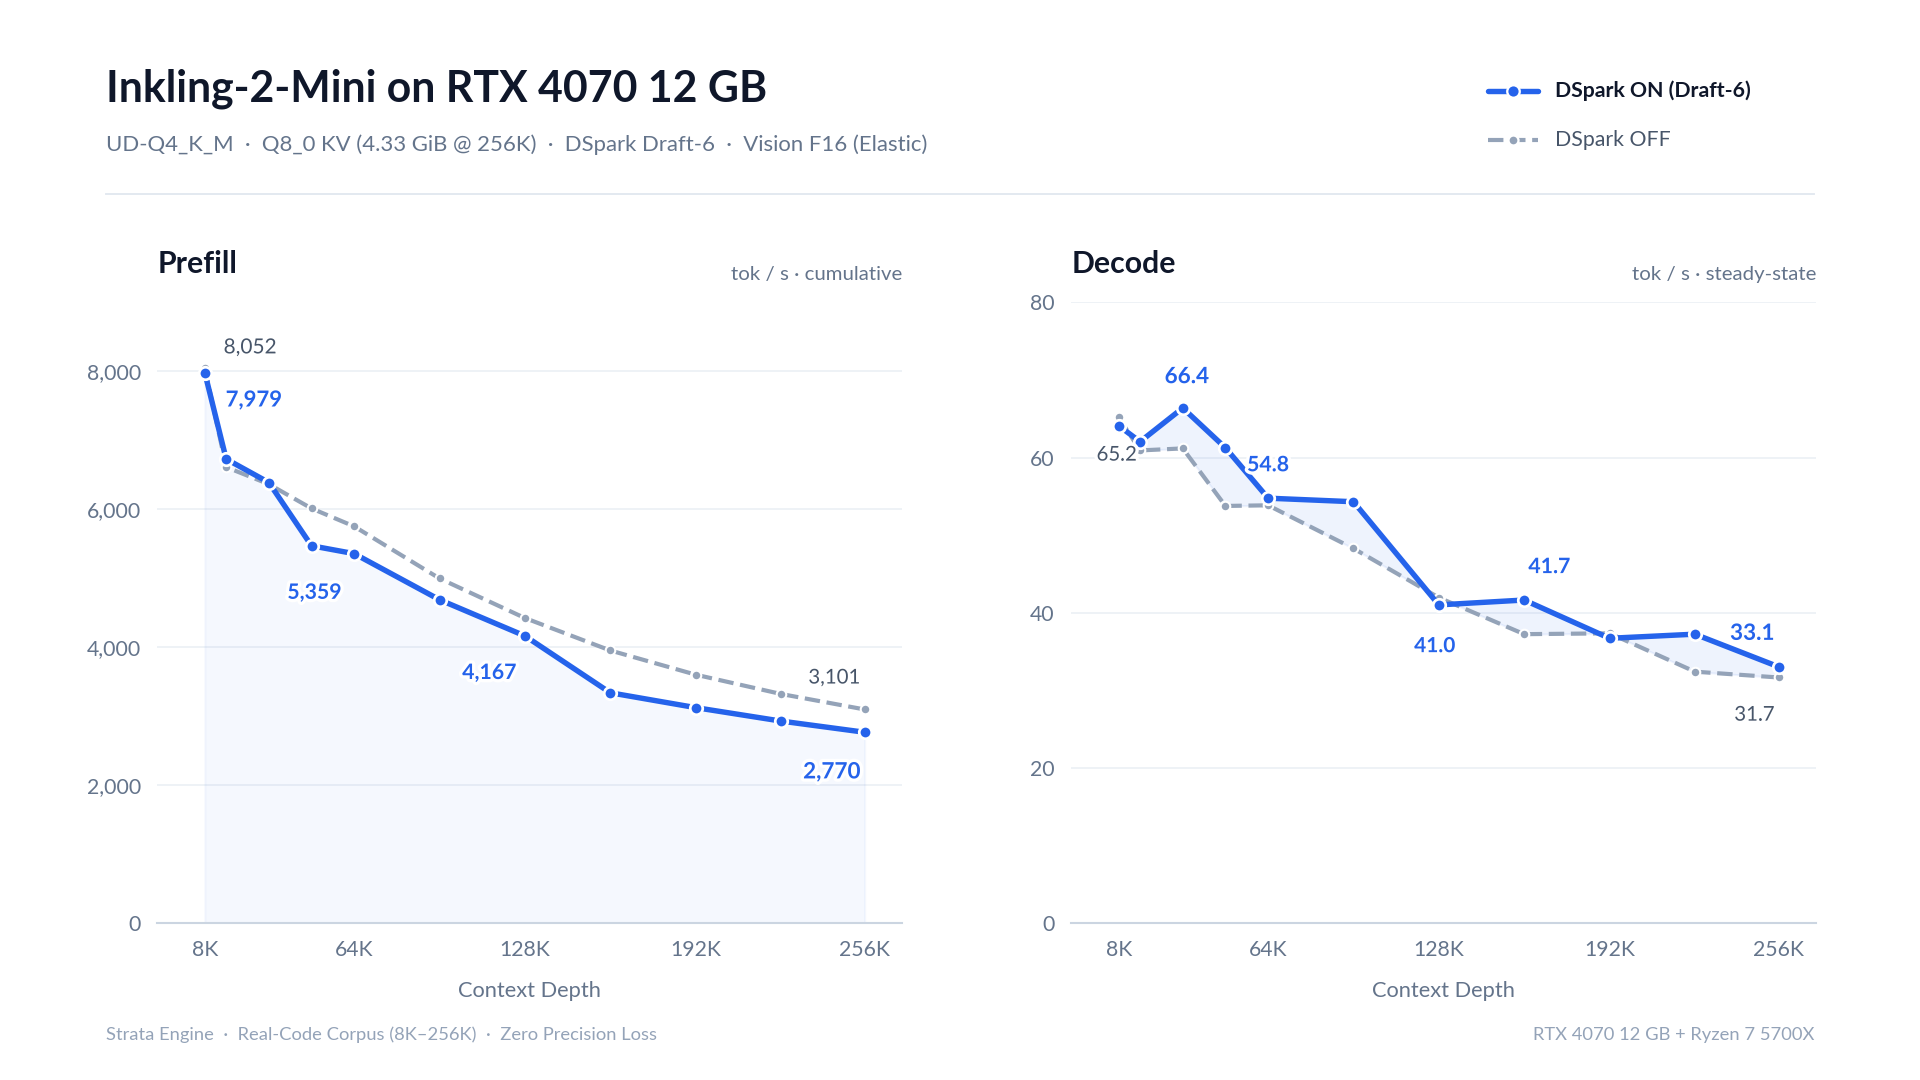 Inkling-2-Mini on RTX 4070 12 GB
UD-Q4_K_M · Q8_0 KV (4.33 GiB @ 256K) · DSpark Draft-6 · Vision F16 (Elastic)
DSpark ON (Draft-6)
DSpark OFF
Prefill
tok / s · cumulative
8,052
8,000
7,979
6,000
5,359
4,000
4,167
3,101
2,770
2,000
0
8K 64K 128K 192K 256K
Context Depth
Decode
tok / s · steady-state
80
66.4
65.2
60
54.8
41.7
40
41.0
33.1
31.7
20
0
8K 64K 128K 192K 256K
Context Depth
Strata Engine · Real-Code Corpus (8K–256K) · Zero Precision Loss
RTX 4070 12 GB + Ryzen 7 5700X